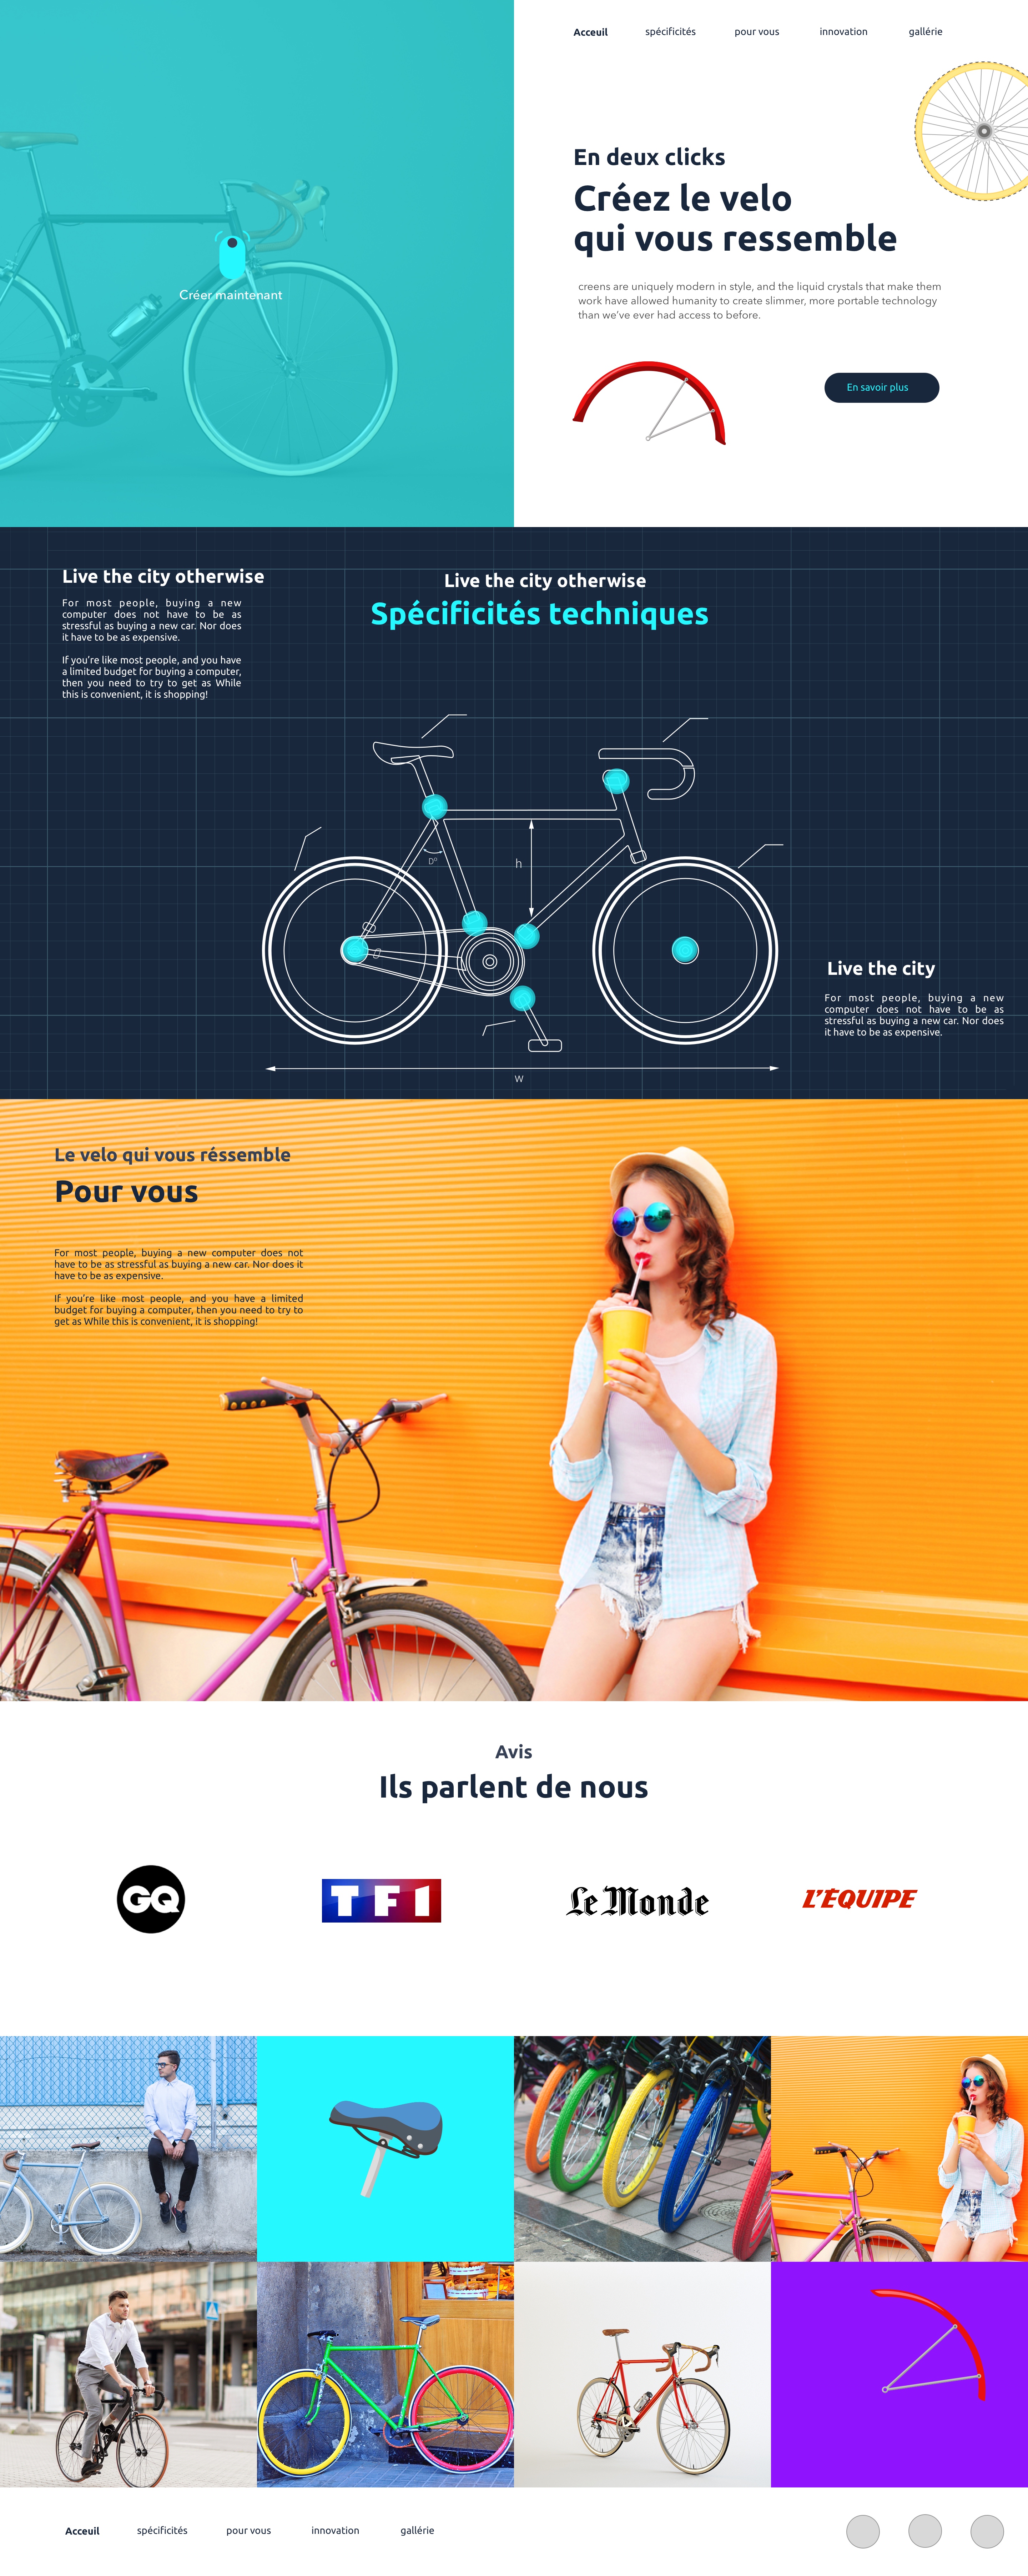 Acceuil spécificités pour vous innovation gallérie
En deux clicks
Créez le velo
qui vous ressemble
creens are uniquely modern in style, and the liquid crystals that make them
work have allowed humanity to create slimmer, more portable technology
than we've ever had access to before.
Créer maintenant
En savoir plus
Live the city otherwise
For most people, buying a new
computer does not have to be as
stressful as buying a new car. Nor does
it have to be as expensive.
If you're like most people, and you have
a limited budget for buying a computer,
then you need to try to get as While
this is convenient, it is shopping!
Live the city otherwise
Spécificités techniques
D°
h
W
Live the city
For most people, buying a new
computer does not have to be as
stressful as buying a new car. Nor does
it have to be as expensive.
Le velo qui vous réssemble
Pour vous
For most people, buying a new computer does not
have to be as stressful as buying a new car. Nor does it
have to be as expensive.
If you're like most people, and you have a limited
budget for buying a computer, then you need to try to
get as While this is convenient, it is shopping!
Avis
Ils parlent de nous
GQ
TF1
Le Monde
L'ÉQUIPE
Acceuil spécificités pour vous innovation gallérie